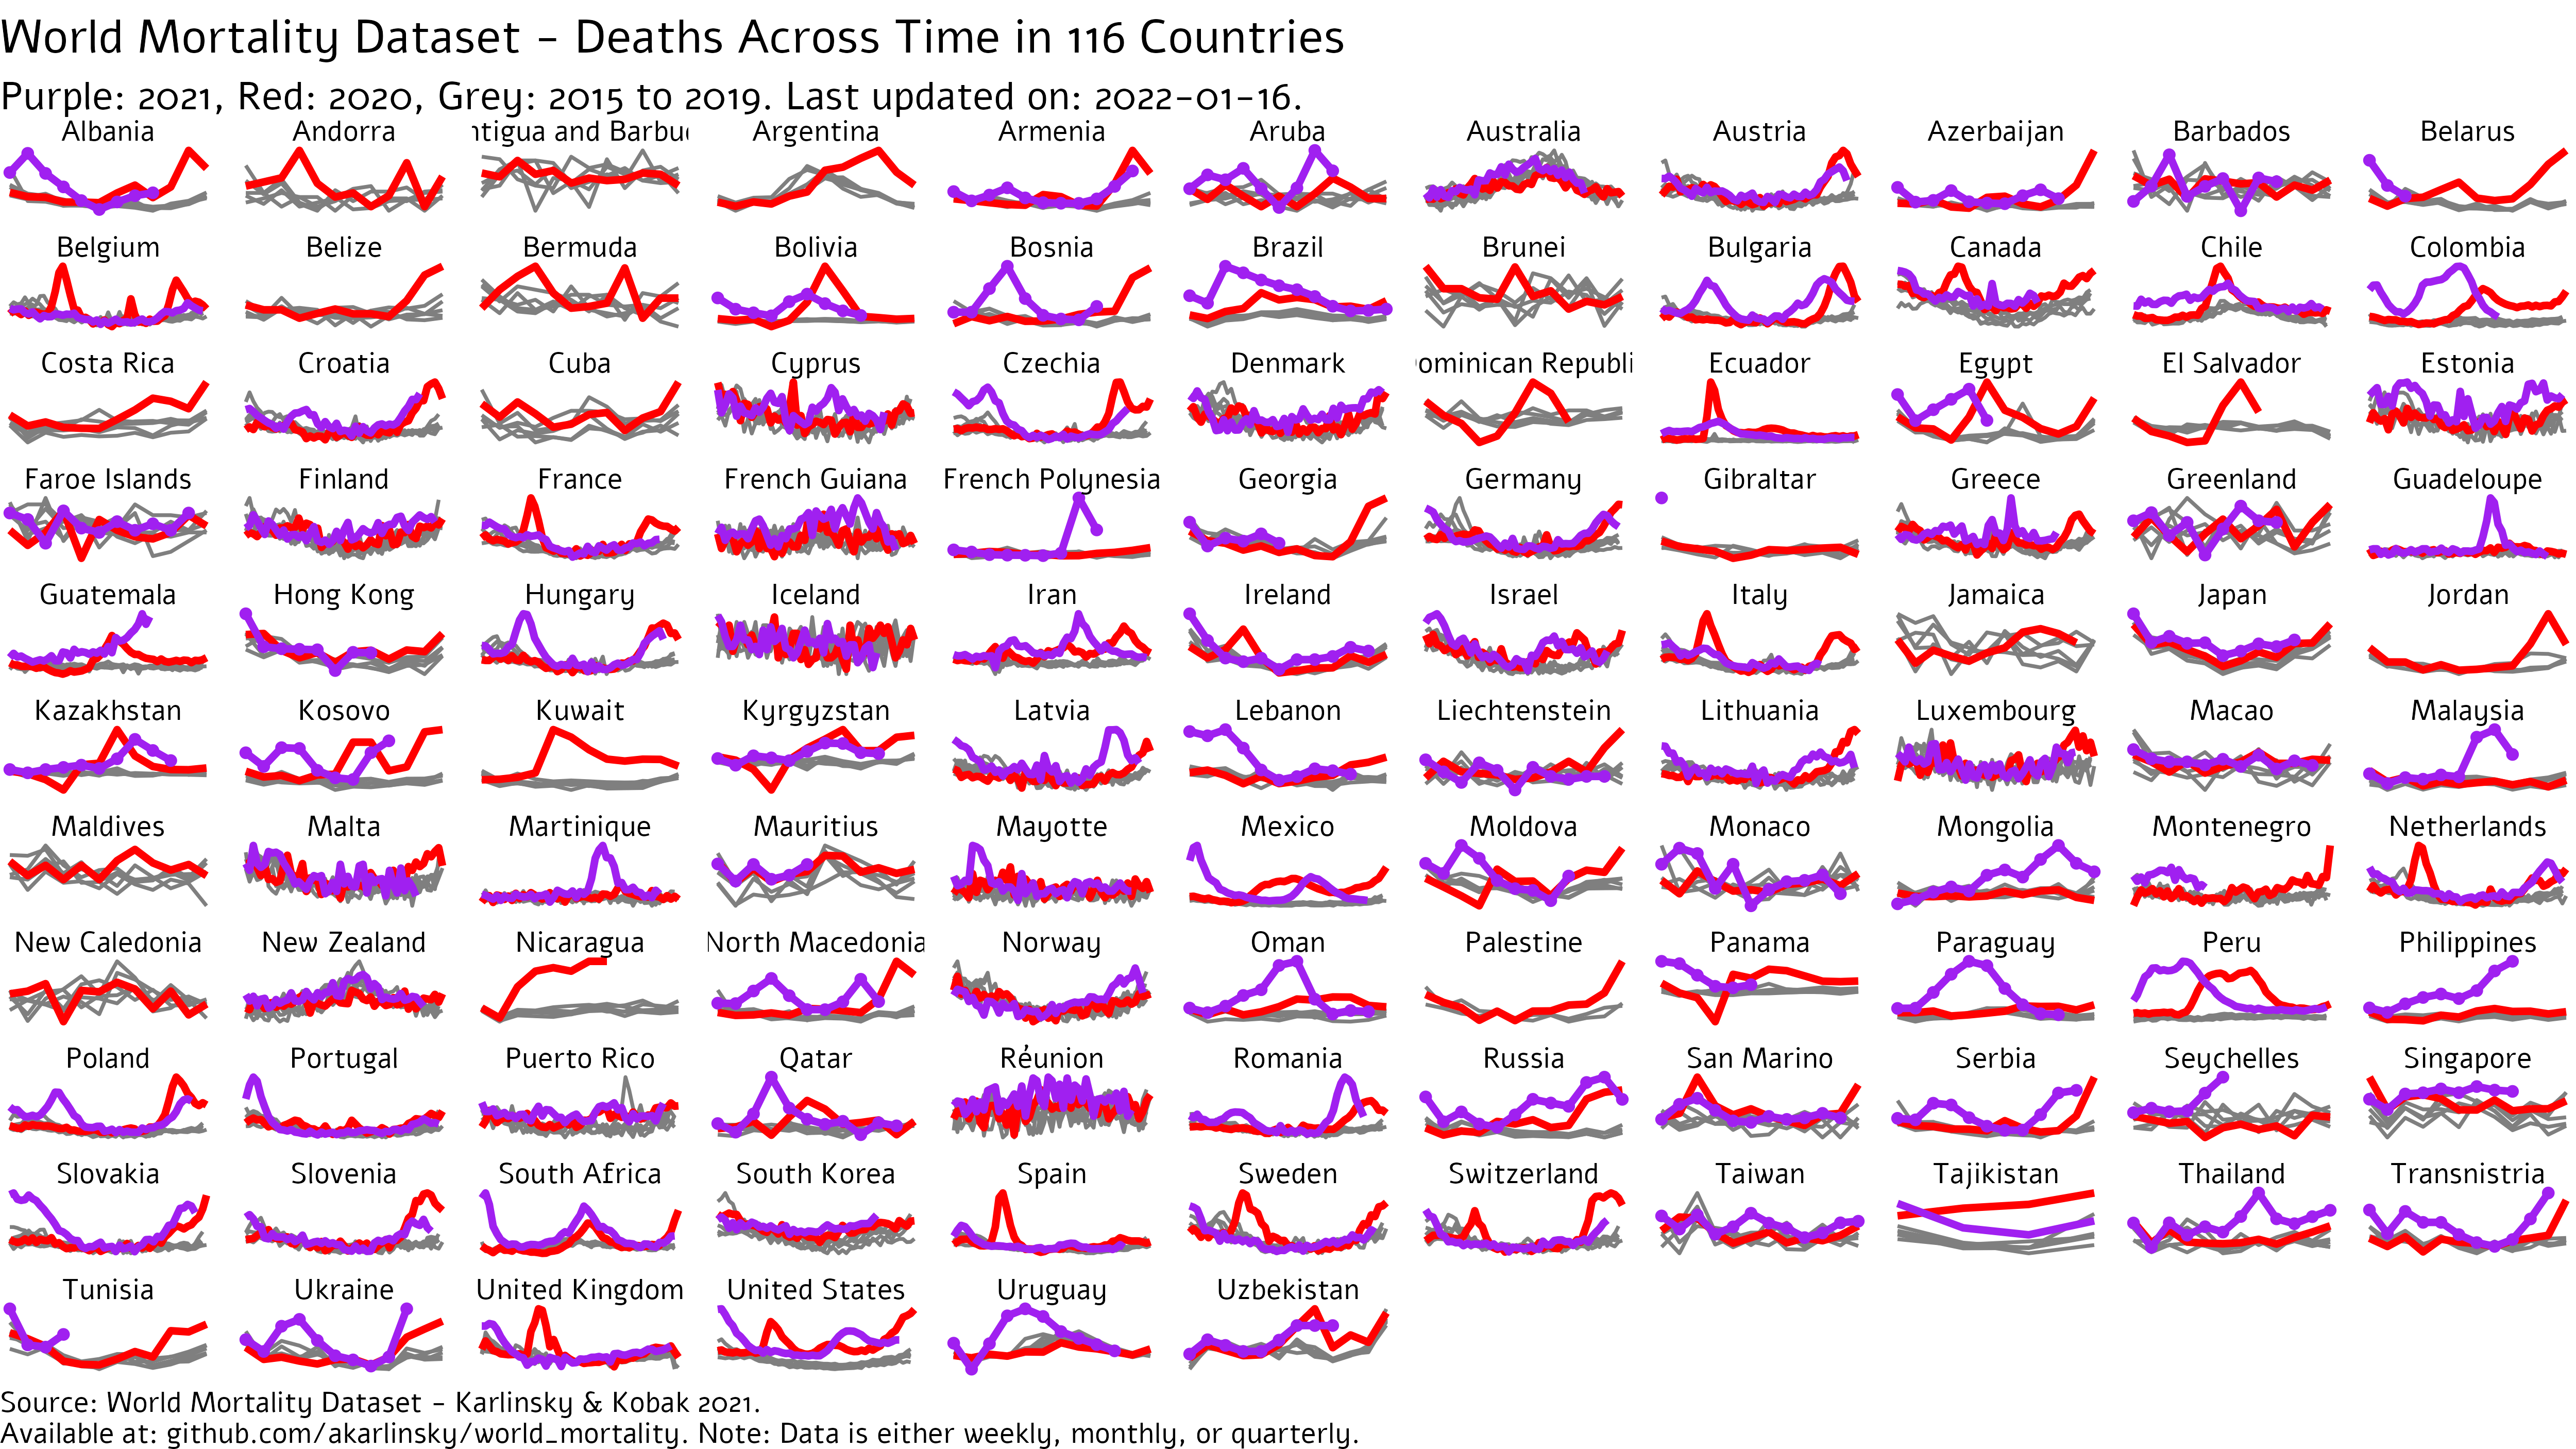 World Mortality Dataset - Deaths Across Time in 116 Countries
Purple: 2021, Red: 2020, Grey: 2015 to 2019. Last updated on: 2022-01-16.
Albania Andorra ntigua and Barbu Argentina Armenia Aruba Australia Austria Azerbaijan Barbados Belarus
Belgium Belize Bermuda Bolivia Bosnia Brazil Brunei Bulgaria Canada Chile Colombia
Costa Rica Croatia Cuba Cyprus Czechia Denmark ominican Republi Ecuador Egypt El Salvador Estonia
Faroe Islands Finland France French Guiana French Polynesia Georgia Germany Gibraltar Greece Greenland Guadeloupe
Guatemala Hong Kong Hungary Iceland Iran Ireland Israel Italy Jamaica Japan Jordan
Kazakhstan Kosovo Kuwait Kyrgyzstan Latvia Lebanon Liechtenstein Lithuania Luxembourg Macao Malaysia
Maldives Malta Martinique Mauritius Mayotte Mexico Moldova Monaco Mongolia Montenegro Netherlands
New Caledonia New Zealand Nicaragua North Macedonia Norway Oman Palestine Panama Paraguay Peru Philippines
Poland Portugal Puerto Rico Qatar Réunion Romania Russia San Marino Serbia Seychelles Singapore
Slovakia Slovenia South Africa South Korea Spain Sweden Switzerland Taiwan Tajikistan Thailand Transnistria
Tunisia Ukraine United Kingdom United States Uruguay Uzbekistan
Source: World Mortality Dataset - Karlinsky & Kobak 2021.
Available at: github.com/akarlinsky/world_mortality. Note: Data is either weekly, monthly, or quarterly.